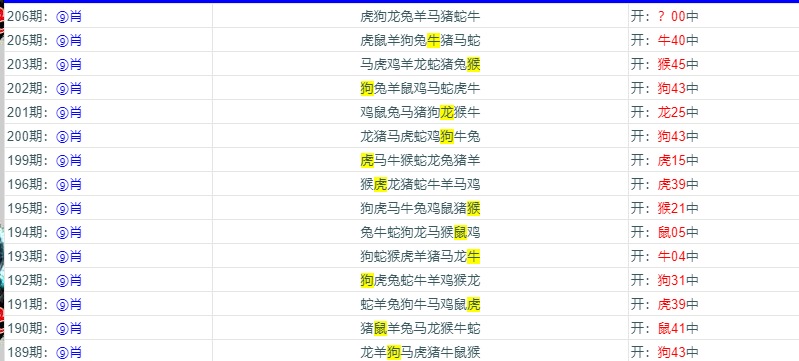 206期：⑨肖 虎狗龙兔羊马猪蛇牛 开：？00中
205期：⑨肖 虎鼠羊狗兔牛猪马蛇 开：牛40中
203期：⑨肖 马虎鸡羊龙蛇猪兔猴 开：猴45中
202期：⑨肖 狗兔羊鼠鸡马蛇虎牛 开：狗43中
201期：⑨肖 鸡鼠兔马猪狗龙猴牛 开：龙25中
200期：⑨肖 龙猪马虎蛇鸡狗牛兔 开：狗43中
199期：⑨肖 虎马牛猴蛇龙兔猪羊 开：虎15中
196期：⑨肖 猴虎龙猪蛇牛羊马鸡 开：虎39中
195期：⑨肖 狗虎马牛兔鸡鼠猪猴 开：猴21中
194期：⑨肖 兔牛蛇狗龙马猴鼠鸡 开：鼠05中
193期：⑨肖 狗蛇猴虎羊猪马龙牛 开：牛04中
192期：⑨肖 狗虎兔蛇牛羊鸡猴龙 开：狗31中
191期：⑨肖 蛇羊兔狗牛马鸡鼠虎 开：虎39中
190期：⑨肖 猪鼠羊兔马龙猴牛蛇 开：鼠41中
189期：⑨肖 龙羊狗马虎猪牛鼠猴 开：狗43中